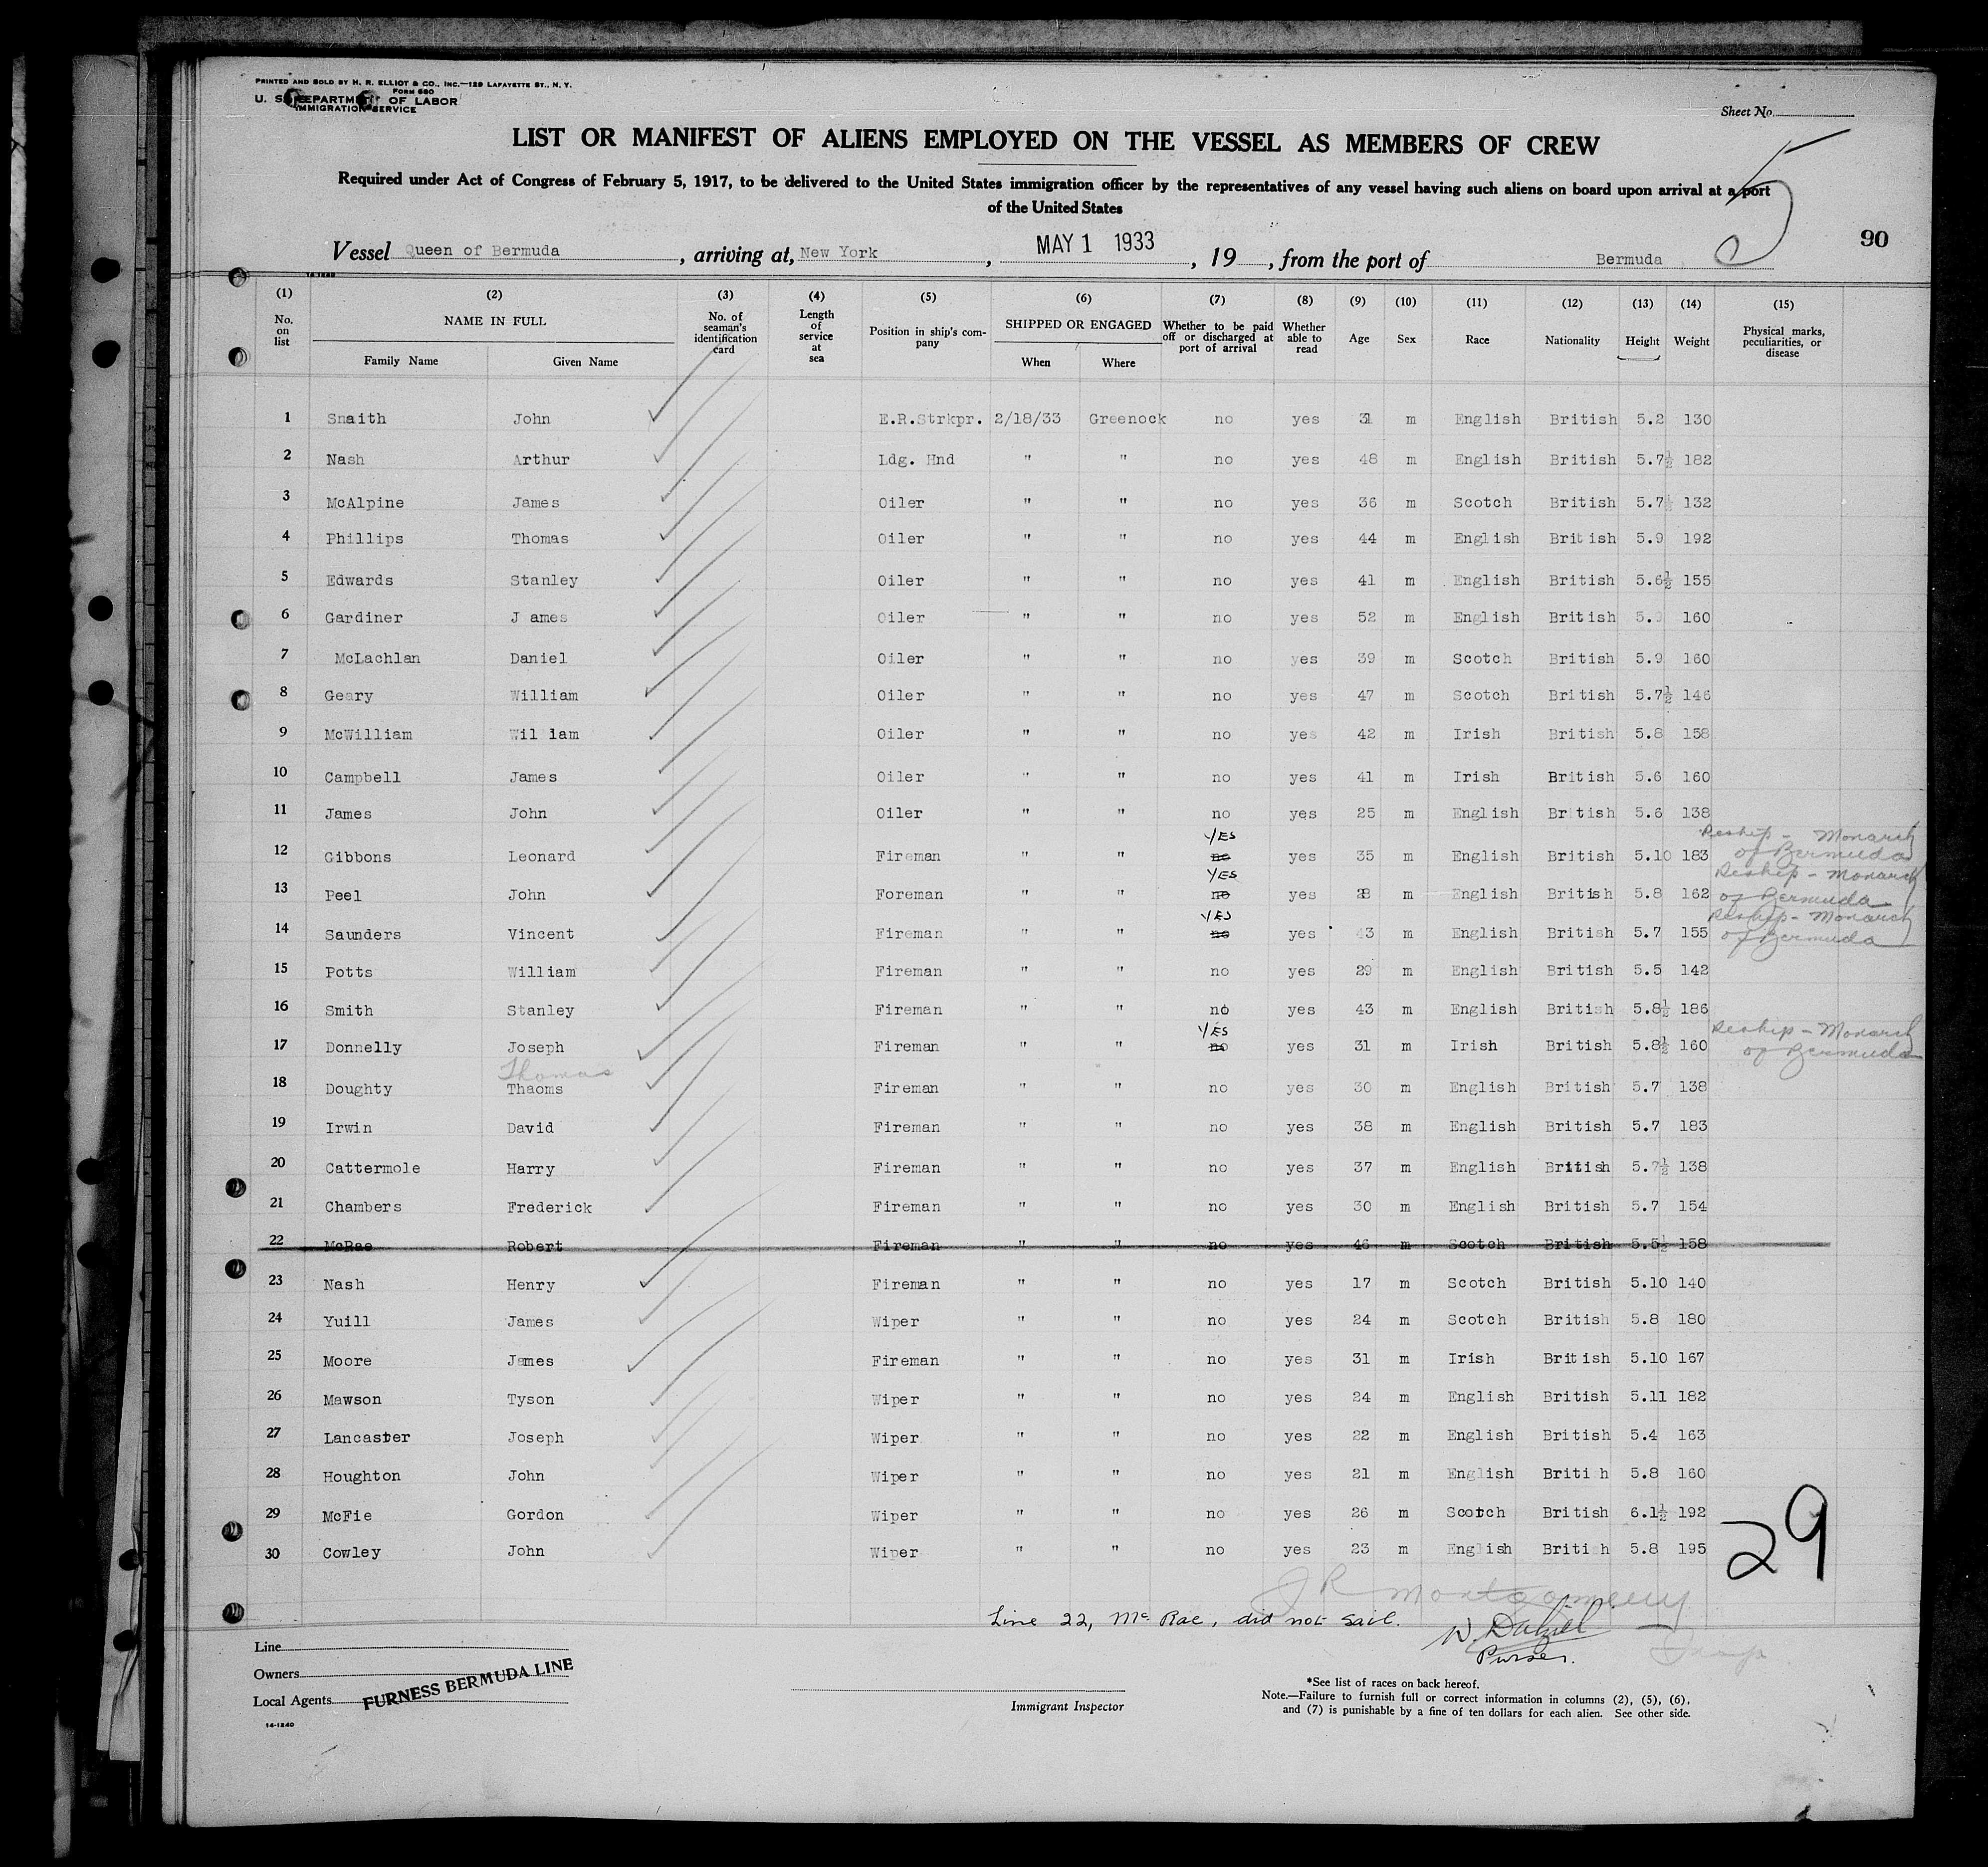 PRINTED AND SOLD BY H. R. ELLIOT & CO., INC.—129 LAFAYETTE ST., N. Y.
FORM 680
U. S. DEPARTMENT OF LABOR
IMMIGRATION SERVICE
Sheet No.
LIST OR MANIFEST OF ALIENS EMPLOYED ON THE VESSEL AS MEMBERS OF CREW
Required under Act of Congress of February 5, 1917, to be delivered to the United States immigration officer by the representatives of any vessel having such aliens on board upon arrival at a port
of the United States
5
90
Vessel Queen of Bermuda, arriving at, New York, MAY 1 1933, 19, from the port of Bermuda
14-1240
(1) No. on list (2) NAME IN FULL Family Name Given Name (3) No. of seaman's identification card (4) Length of service at sea (5) Position in ship's company (6) SHIPPED OR ENGAGED When Where (7) Whether to be paid off or discharged at port of arrival (8) Whether able to read (9) Age (10) Sex (11) Race (12) Nationality (13) Height (14) Weight (15) Physical marks, peculiarities, or disease
1 Snaith John E.R.Strkpr. 2/18/33 Greenock no yes 31 m English British 5.2 130
2 Nash Arthur Ldg. Hnd " " no yes 48 m English British 5.7½ 182
3 McAlpine James Oiler " " no yes 36 m Scotch British 5.7½ 132
4 Phillips Thomas Oiler " " no yes 44 m English British 5.9 192
5 Edwards Stanley Oiler " " no yes 41 m English British 5.6½ 155
6 Gardiner J ames Oiler " " no yes 52 m English British 5.9 160
7 McLachlan Daniel Oiler " " no yes 39 m Scotch British 5.9 160
8 Geary William Oiler " " no yes 47 m Scotch British 5.7½ 146
9 McWilliam Wil iam Oiler " " no yes 42 m Irish British 5.8 158
10 Campbell James Oiler " " no yes 41 m Irish British 5.6 160
11 James John Oiler " " no yes 25 m English British 5.6 138
12 Gibbons Leonard Fireman " " no YES yes 35 m English British 5.10 183 Reship - Monarch of Bermuda
13 Peel John Foreman " " no YES yes 28 m English British 5.8 162 Reship - Monarch of Bermuda
14 Saunders Vincent Fireman " " no YES yes 43 m English British 5.7 155 Reship - Monarch of Bermuda
15 Potts William Fireman " " no yes 29 m English British 5.5 142
16 Smith Stanley Fireman " " no yes 43 m English British 5.8½ 186
17 Donnelly Joseph Fireman " " no YES yes 31 m Irish British 5.8½ 160 Reship - Monarch of Bermuda
18 Doughty Thaoms Thomas Fireman " " no yes 30 m English British 5.7 138
19 Irwin David Fireman " " no yes 38 m English British 5.7 183
20 Cattermole Harry Fireman " " no yes 37 m English British 5.7½ 138
21 Chambers Frederick Fireman " " no yes 30 m English British 5.7 154
22 McRae Robert Fireman " " no yes 46 m Scotch British 5.5½ 158
23 Nash Henry Fireman " " no yes 17 m Scotch British 5.10 140
24 Yuill James Wiper " " no yes 24 m Scotch British 5.8 180
25 Moore James Fireman " " no yes 31 m Irish British 5.10 167
26 Mawson Tyson Wiper " " no yes 24 m English British 5.11 182
27 Lancaster Joseph Wiper " " no yes 22 m English British 5.4 163
28 Houghton John Wiper " " no yes 21 m English Briti h 5.8 160
29 McFie Gordon Wiper " " no yes 26 m Scotch British 6.1½ 192
30 Cowley John Wiper " " no yes 23 m English Briti h 5.8 195
29
J R Montgomery
Line 22, Mc Rae, did not sail.
Purser.
Line
Owners
Local Agents FURNESS BERMUDA LINE
14-1240
Immigrant Inspector
*See list of races on back hereof.
Note.—Failure to furnish full or correct information in columns (2), (5), (6),
and (7) is punishable by a fine of ten dollars for each alien. See other side.